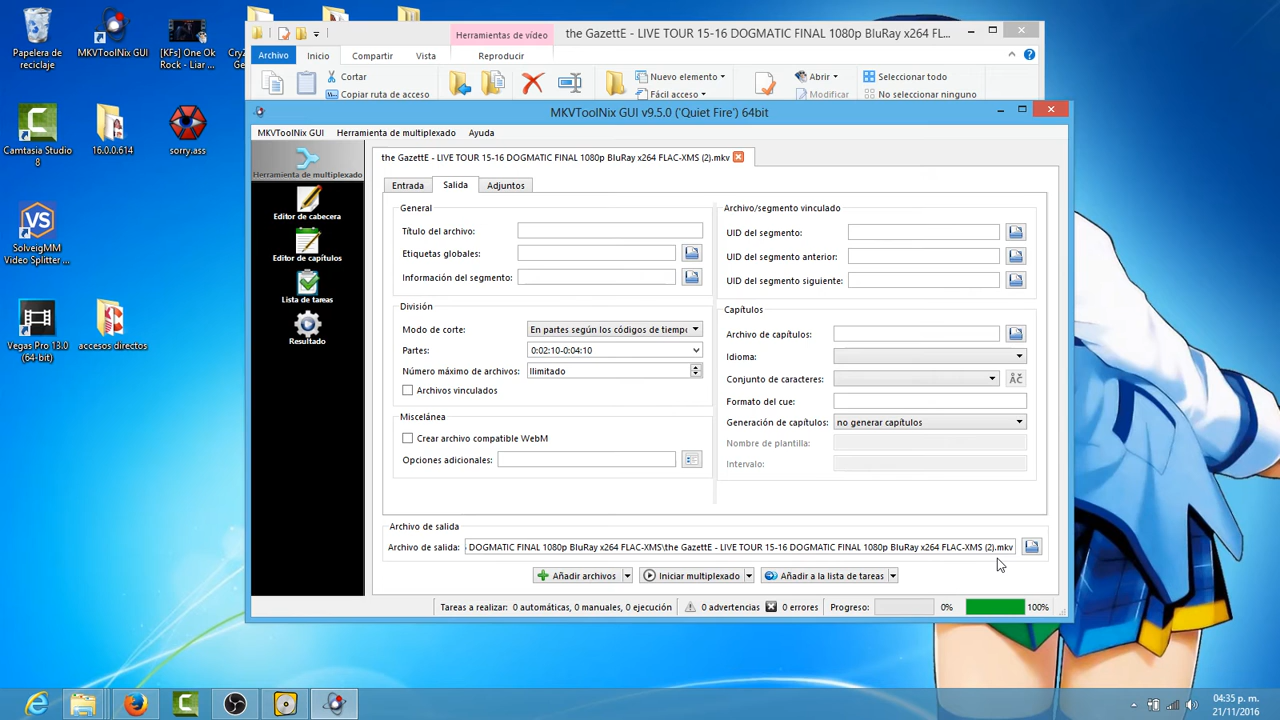 Papelera de
reciclaje
MKVToolNix GUI
[KFs] One Ok
Rock - Liar ...
Camtasia Studio
8
16.0.0.614
sorry.ass
SolveigMM
Video Splitter ...
Vegas Pro 13.0
(64-bit)
accesos directos
Herramientas de vídeo
the GazettE - LIVE TOUR 15-16 DOGMATIC FINAL 1080p BluRay x264 FL...
Archivo
Inicio
Compartir
Vista
Reproducir
Cortar
Copiar ruta de acceso
Nuevo elemento
Fácil acceso
Abrir
Modificar
Seleccionar todo
No seleccionar ninguno
MKVToolNix GUI v9.5.0 ('Quiet Fire') 64bit
MKVToolNix GUI
Herramienta de multiplexado
Ayuda
Herramienta de multiplexado
Editor de cabecera
Editor de capítulos
Lista de tareas
Resultado
the GazettE - LIVE TOUR 15-16 DOGMATIC FINAL 1080p BluRay x264 FLAC-XMS (2).mkv
Entrada
Salida
Adjuntos
General
Título del archivo:
Etiquetas globales:
Información del segmento:
División
Modo de corte:
En partes según los códigos de tiempo
Partes:
0:02:10-0:04:10
Número máximo de archivos:
Ilimitado
Archivos vinculados
Miscelánea
Crear archivo compatible WebM
Opciones adicionales:
Archivo/segmento vinculado
UID del segmento:
UID del segmento anterior:
UID del segmento siguiente:
Capítulos
Archivo de capítulos:
Idioma:
Conjunto de caracteres:
Formato del cue:
Generación de capítulos:
no generar capítulos
Nombre de plantilla:
Intervalo:
Archivo de salida
Archivo de salida:
DOGMATIC FINAL 1080p BluRay x264 FLAC-XMS\the GazettE - LIVE TOUR 15-16 DOGMATIC FINAL 1080p BluRay x264 FLAC-XMS (2).mkv
Añadir archivos
Iniciar multiplexado
Añadir a la lista de tareas
Tareas a realizar: 0 automáticas, 0 manuales, 0 ejecución
0 advertencias
0 errores
Progreso:
0%
100%
04:35 p. m.
21/11/2016